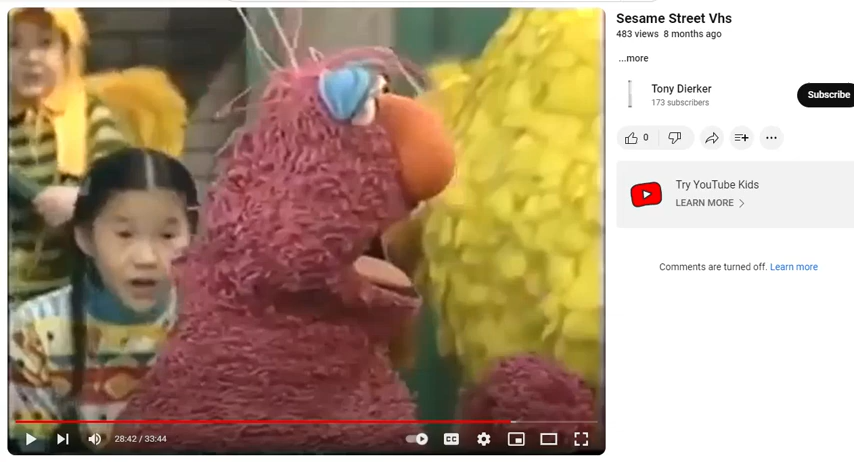 Sesame Street Vhs
483 views 8 months ago
...more
Tony Dierker
173 subscribers
Subscribe
0
Try YouTube Kids
LEARN MORE
Comments are turned off. Learn more
28:42 / 33:44
CC